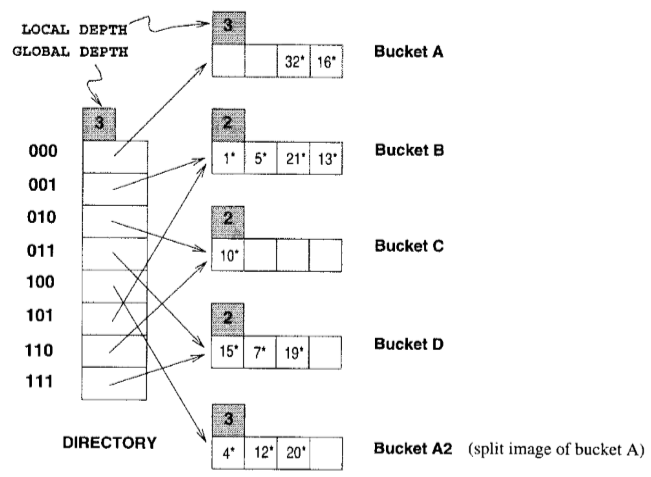 LOCAL DEPTH
GLOBAL DEPTH
3
32* 16*
Bucket A
3
000
001
010
011
100
101
110
111
DIRECTORY
2
1* 5* 21* 13*
Bucket B
2
10*
Bucket C
2
15* 7* 19*
Bucket D
3
4* 12* 20*
Bucket A2 (split image of bucket A)